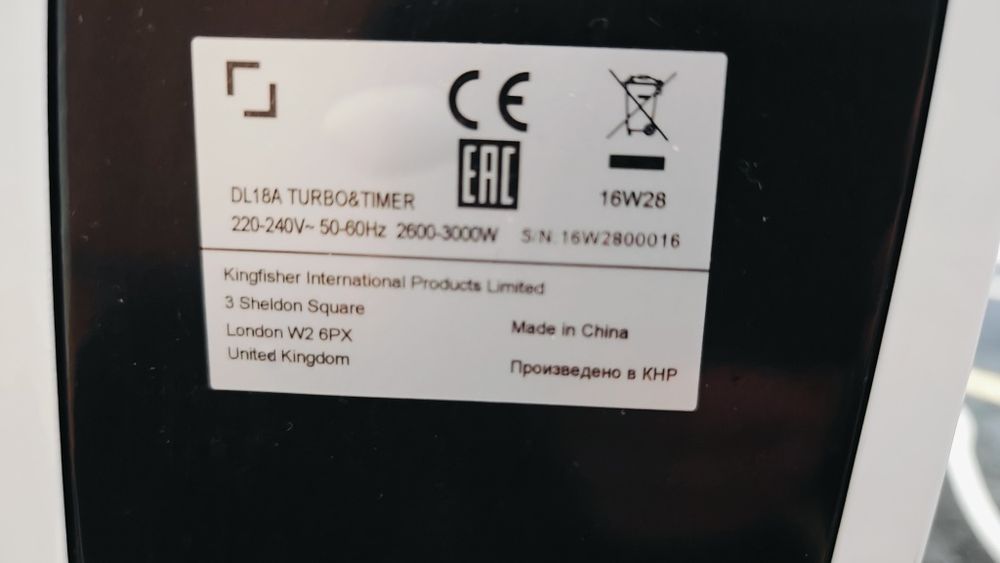 CE
EAC
16W28
DL18A TURBO&TIMER
220-240V~ 50-60Hz 2600-3000W S/N. 16W2800016
Kingfisher International Products Limited
3 Sheldon Square
London W2 6PX
United Kingdom
Made in China
Произведено в КНР